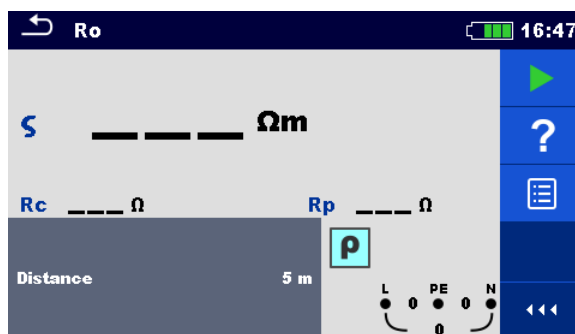 Ro 16:47
ς ___ Ωm
?
Rc ___ Ω Rp ___ Ω
ρ
Distance 5 m
L PE N
0 0
0